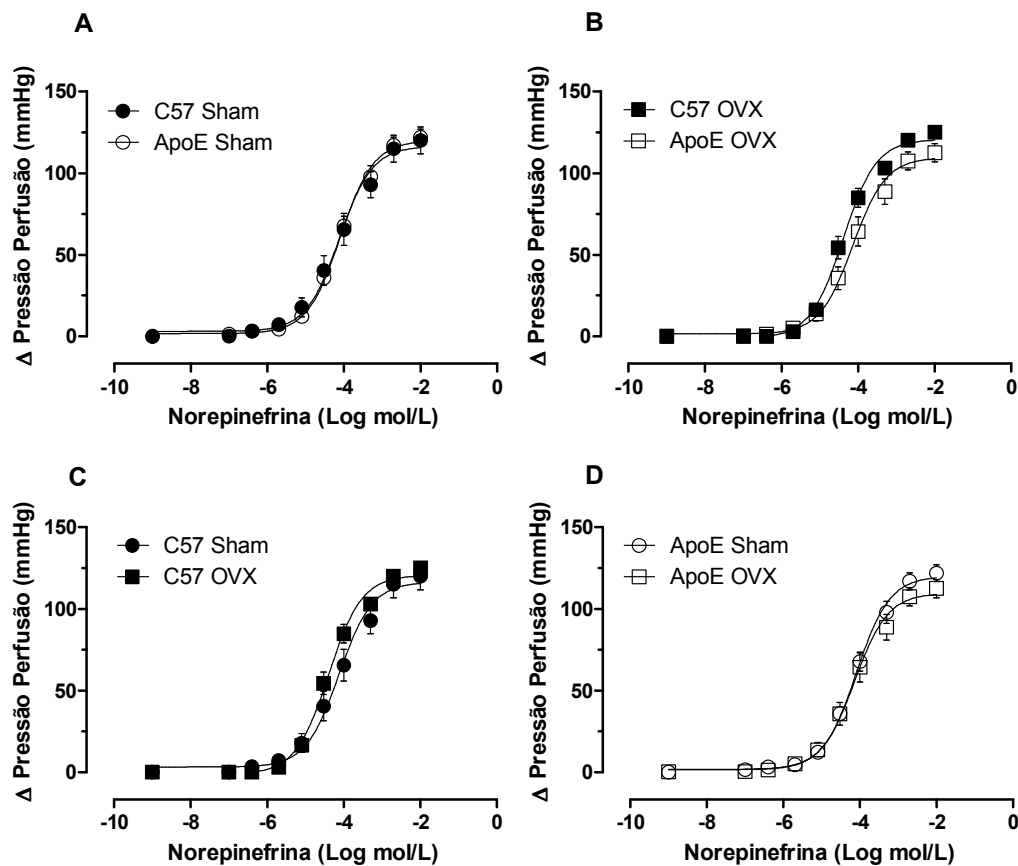 A
Δ Pressão Perfusão (mmHg)
150
100
50
0
C57 Sham
ApoE Sham
-10 -8 -6 -4 -2 0
Norepinefrina (Log mol/L)
B
Δ Pressão Perfusão (mmHg)
150
100
50
0
C57 OVX
ApoE OVX
-10 -8 -6 -4 -2 0
Norepinefrina (Log mol/L)
C
Δ Pressão Perfusão (mmHg)
150
100
50
0
C57 Sham
C57 OVX
-10 -8 -6 -4 -2 0
Norepinefrina (Log mol/L)
D
Δ Pressão Perfusão (mmHg)
150
100
50
0
ApoE Sham
ApoE OVX
-10 -8 -6 -4 -2 0
Norepinefrina (Log mol/L)